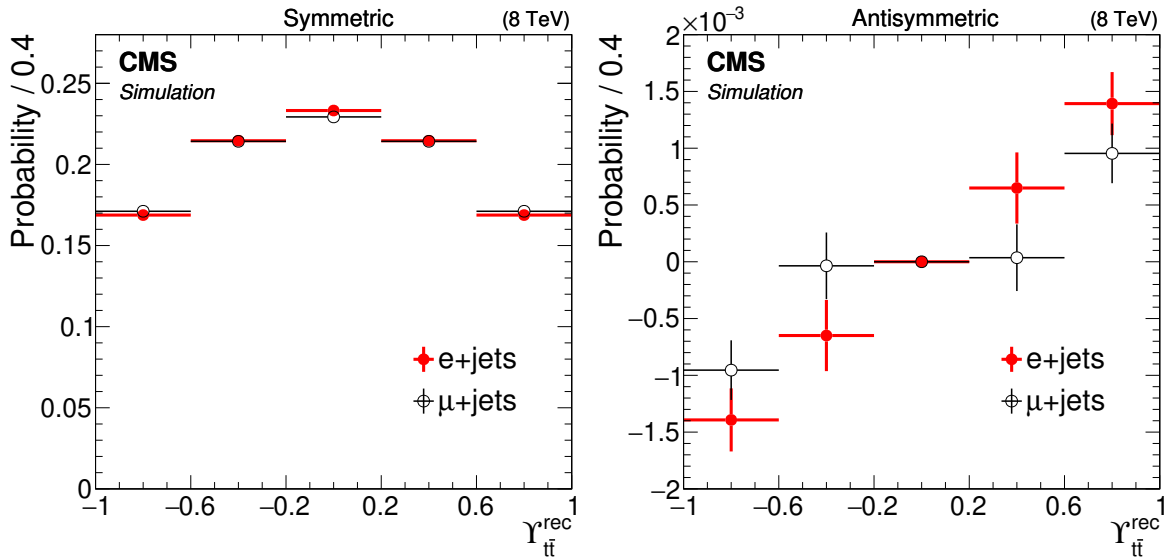 Symmetric (8 TeV)
Probability / 0.4
CMS
Simulation
0.25
0.2
0.15
0.1
0.05
0
e+jets
μ+jets
−1 −0.6 −0.2 0.2 0.6 1
ϒ^rec_tt̄
Antisymmetric (8 TeV)
×10⁻³
Probability / 0.4
CMS
Simulation
2
1.5
1
0.5
0
−0.5
−1
−1.5
−2
e+jets
μ+jets
−1 −0.6 −0.2 0.2 0.6 1
ϒ^rec_tt̄